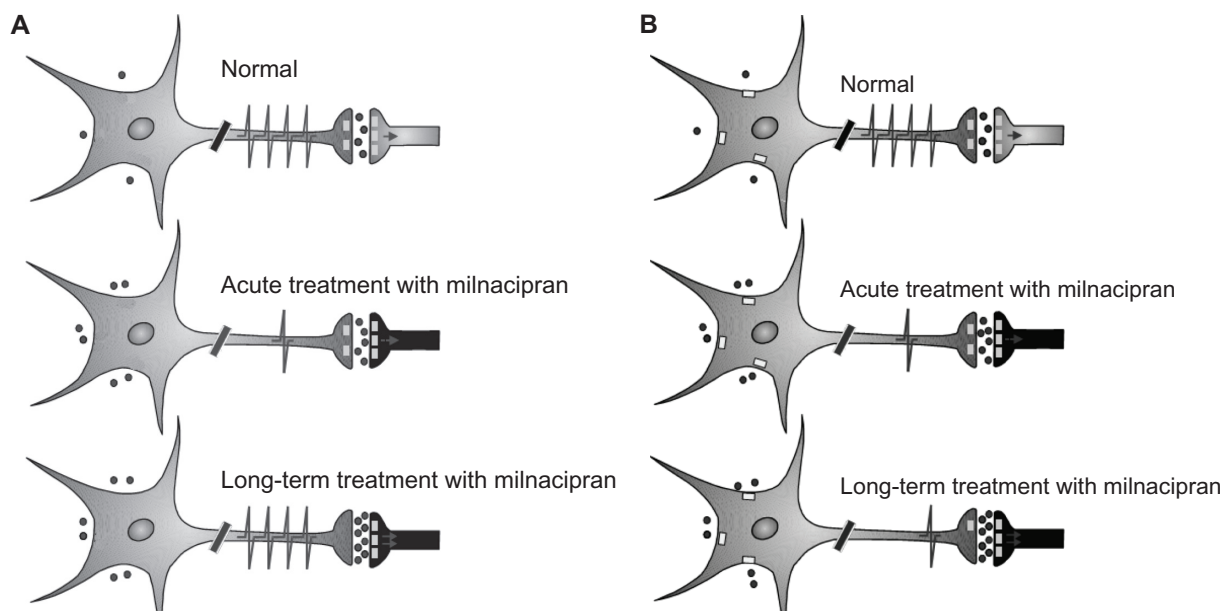 A
Normal
Acute treatment with milnacipran
Long-term treatment with milnacipran
B
Normal
Acute treatment with milnacipran
Long-term treatment with milnacipran